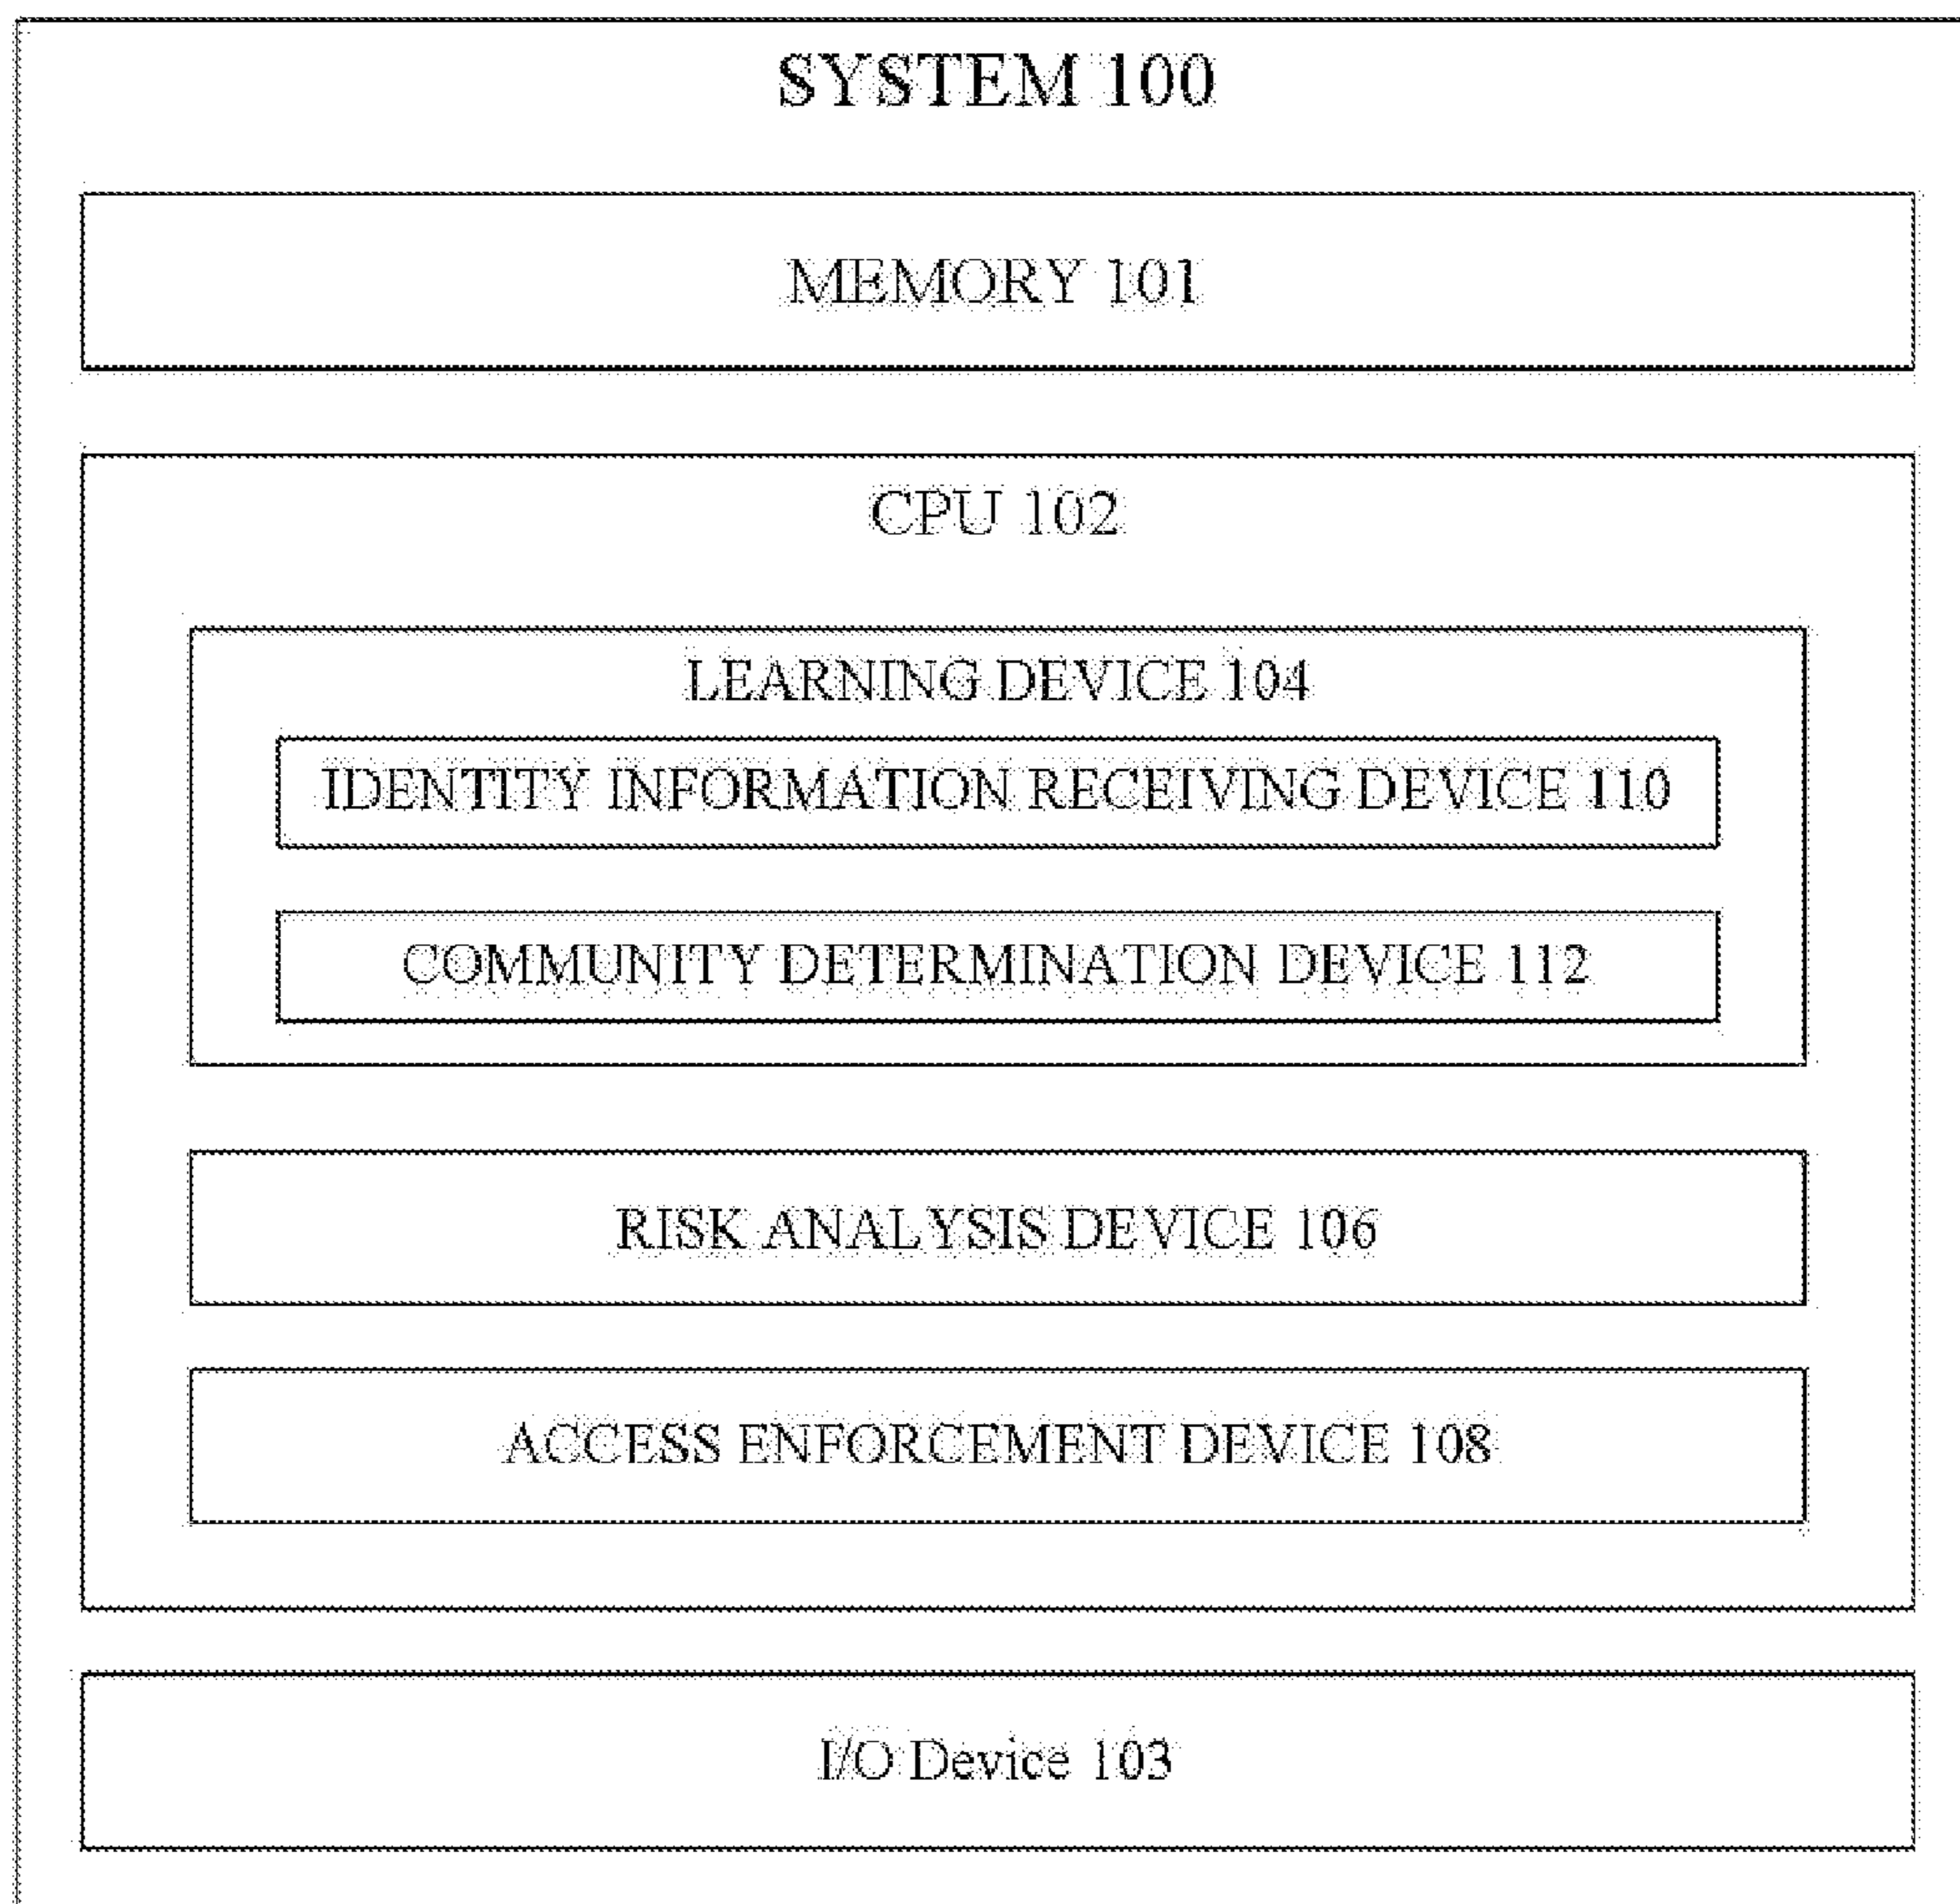 SYSTEM 100
MEMORY 101
CPU 102
LEARNING DEVICE 104
IDENTITY INFORMATION RECEIVING DEVICE 110
COMMUNITY DETERMINATION DEVICE 112
RISK ANALYSIS DEVICE 106
ACCESS ENFORCEMENT DEVICE 108
I/O Device 103